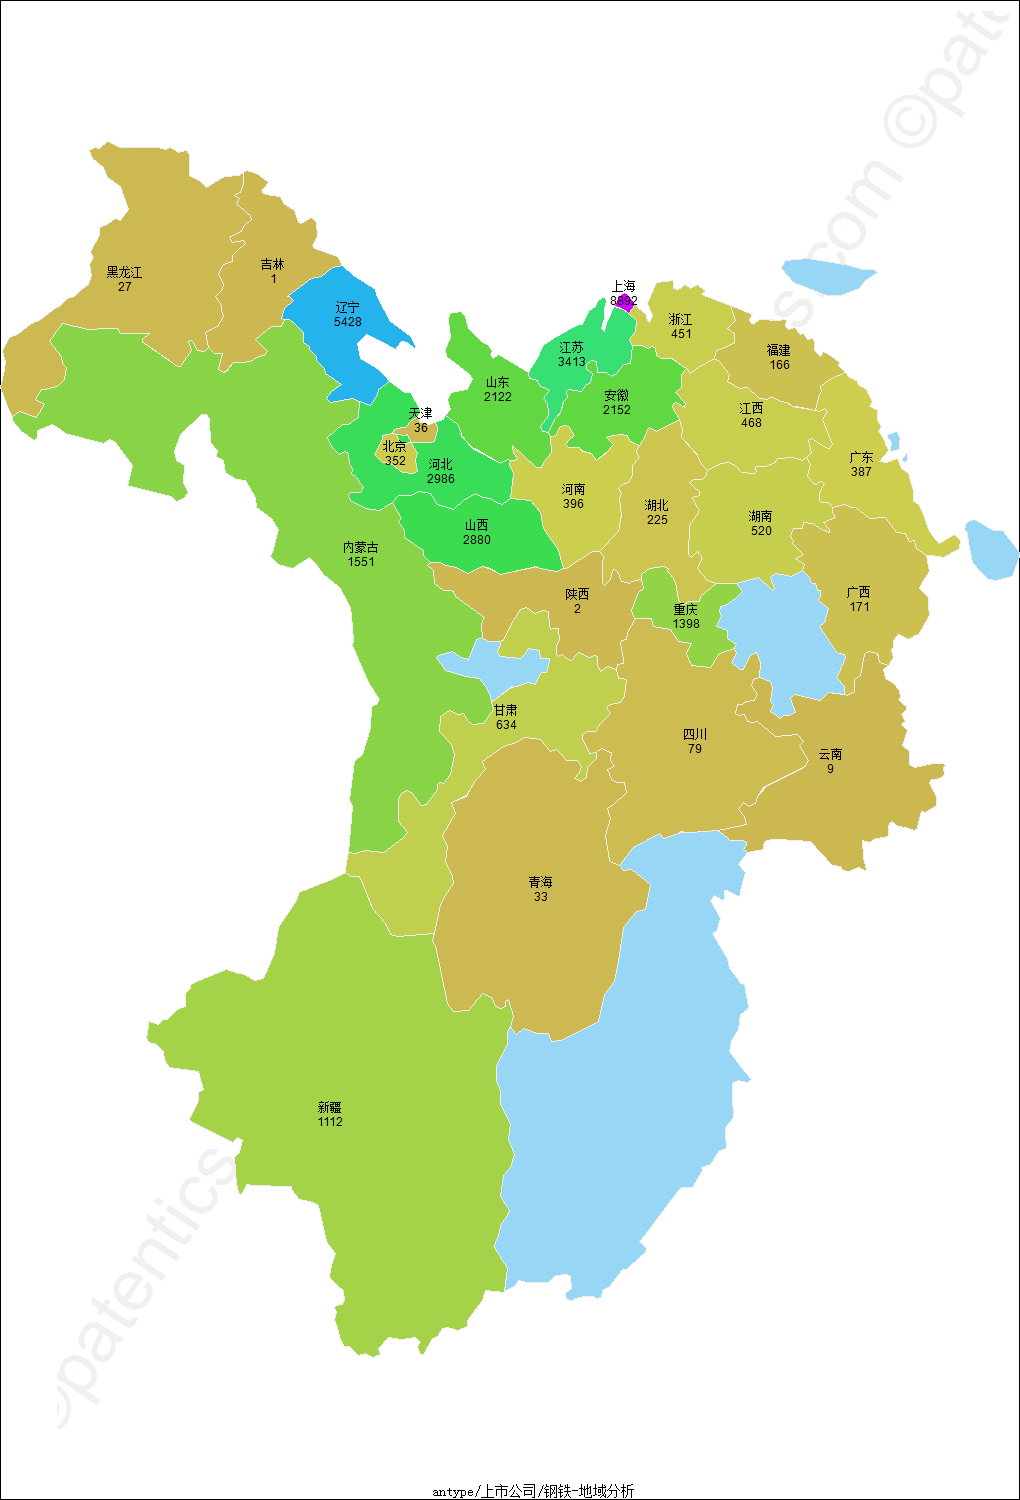 ©patentics.com ©pate
黑龙江
27
吉林
1
辽宁
5428
上海
8892
浙江
451
江苏
3413
福建
166
山东
2122
安徽
2152
江西
468
天津
36
北京
352
河北
2986
广东
387
河南
396
湖北
225
湖南
520
山西
2880
内蒙古
1551
陕西
2
重庆
1398
广西
171
甘肃
634
四川
79
云南
9
青海
33
新疆
1112
antype/上市公司/钢铁-地域分析